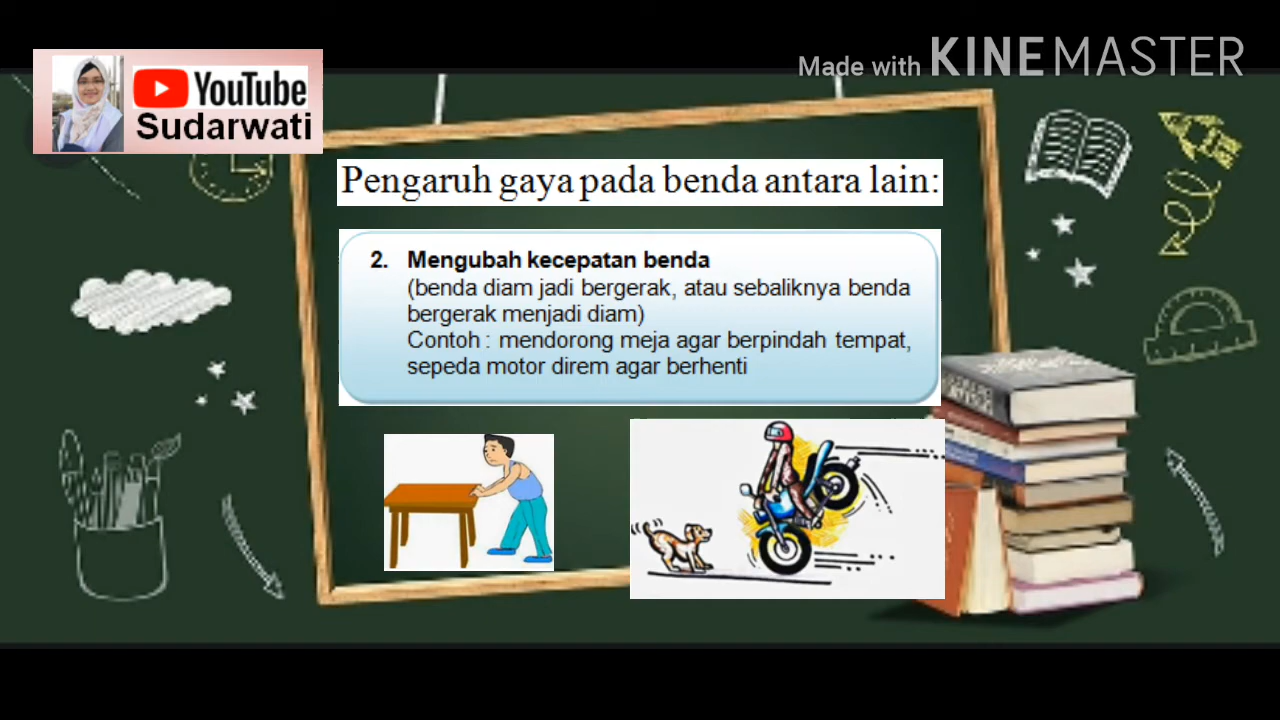 Made with KINEMASTER
YouTube
Sudarwati
Pengaruh gaya pada benda antara lain:
2. Mengubah kecepatan benda
(benda diam jadi bergerak, atau sebaliknya benda
bergerak menjadi diam)
Contoh : mendorong meja agar berpindah tempat,
sepeda motor direm agar berhenti